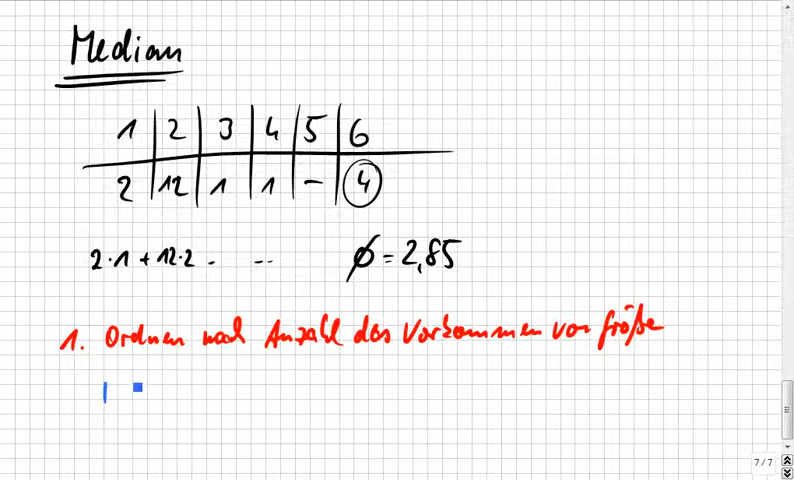 Median
1 2 3 4 5 6
2 12 1 1 - 4
2·1 + 12·2 . .. ø = 2,85
1. Ordnen nach Anzahl des Vorkommen von Größe
1
7/7